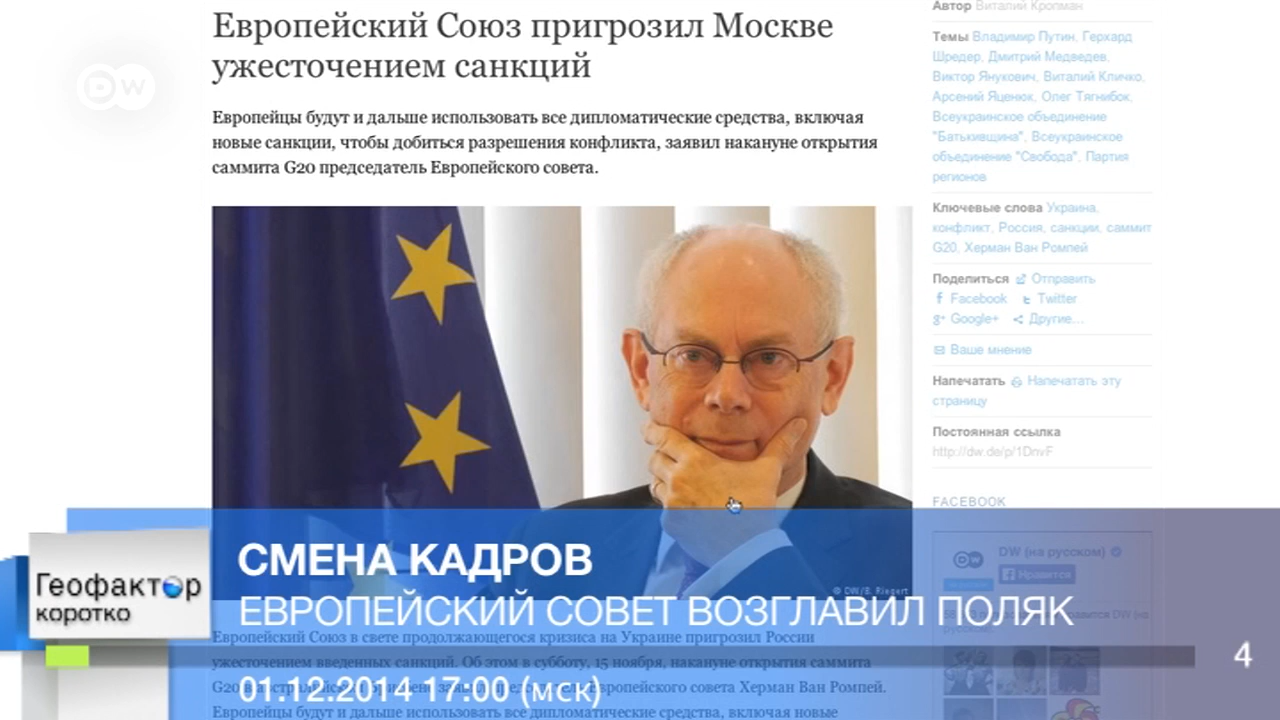 DW
Европейский Союз пригрозил Москве
ужесточением санкций
Европейцы будут и дальше использовать все дипломатические средства, включая
новые санкции, чтобы добиться разрешения конфликта, заявил накануне открытия
саммита G20 председатель Европейского совета.
Автор Виталий Кропман
Темы Владимир Путин, Герхард
Шредер, Дмитрий Медведев,
Виктор Янукович, Виталий Кличко,
Арсений Яценюк, Олег Тягнибок,
Всеукраинское объединение
"Батькивщина", Всеукраинское
объединение "Свобода", Партия
регионов
Ключевые слова Украина,
конфликт, Россия, санкции, саммит
G20, Херман Ван Ромпей
Поделиться Отправить
Facebook Twitter
Google+ Другие...
Ваше мнение
Напечатать Напечатать эту
страницу
Постоянная ссылка
http://dw.de/p/1DnvF
FACEBOOK
DW (на русском)
Нравится
© DW/B. Riegert
Геофактор
коротко
СМЕНА КАДРОВ
ЕВРОПЕЙСКИЙ СОВЕТ ВОЗГЛАВИЛ ПОЛЯК
Европейский Союз в свете продолжающегося кризиса на Украине пригрозил России
ужесточением введенных санкций. Об этом в субботу, 15 ноября, накануне открытия саммита
G20 в Европейского совета Херман Ван Ромпей.
Европейцы будут и дальше использовать все дипломатические средства, включая новые
01.12.2014 17:00 (мск)
4